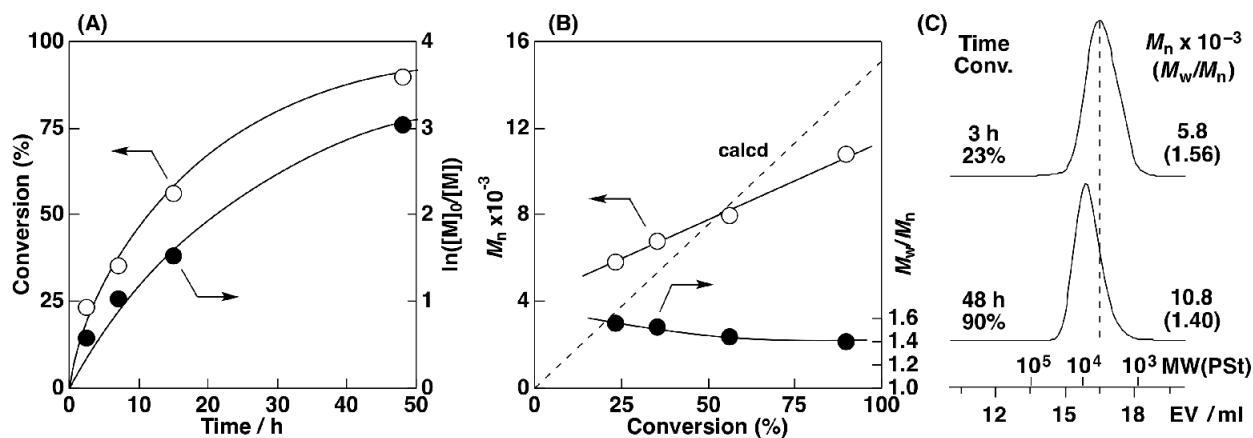 (A)
100
75
50
25
0
Conversion (%)
4
3
2
1
0
ln([M]0/[M])
0 10 20 30 40 50
Time / h
(B)
16
12
8
4
0
Mn x10⁻³
calcd
1.6
1.4
1.2
1.0
Mw/Mn
0 25 50 75 100
Conversion (%)
(C)
Time
Conv.
Mn x 10⁻³
(Mw/Mn)
3 h
23%
5.8
(1.56)
48 h
90%
10.8
(1.40)
10⁵ 10⁴ 10³ MW(PSt)
12 15 18 EV / ml